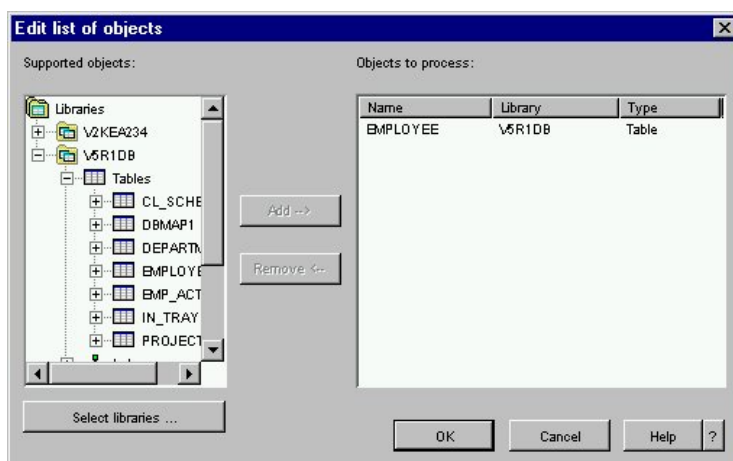 Edit list of objects
Supported objects:
Objects to process:
Libraries
V2KEA234
V5R1DB
Tables
CL_SCHE
DBMAP1
DEPARTM
EMPLOYE
EMP_ACT
IN_TRAY
PROJECT
Select libraries ...
Add -->
Remove <--
Name Library Type
EMPLOYEE V5R1DB Table
OK Cancel Help ?